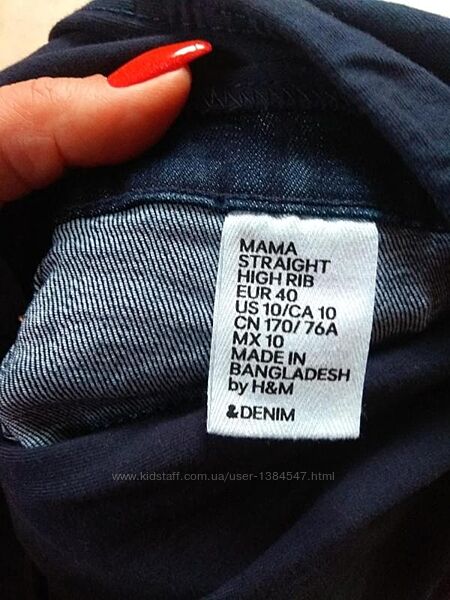 MAMA
STRAIGHT
HIGH RIB
EUR 40
US 10/CA 10
CN 170/76A
MX 10
MADE IN
BANGLADESH
by H&M
&DENIM
www.kidstaff.com.ua/user-1384547.html